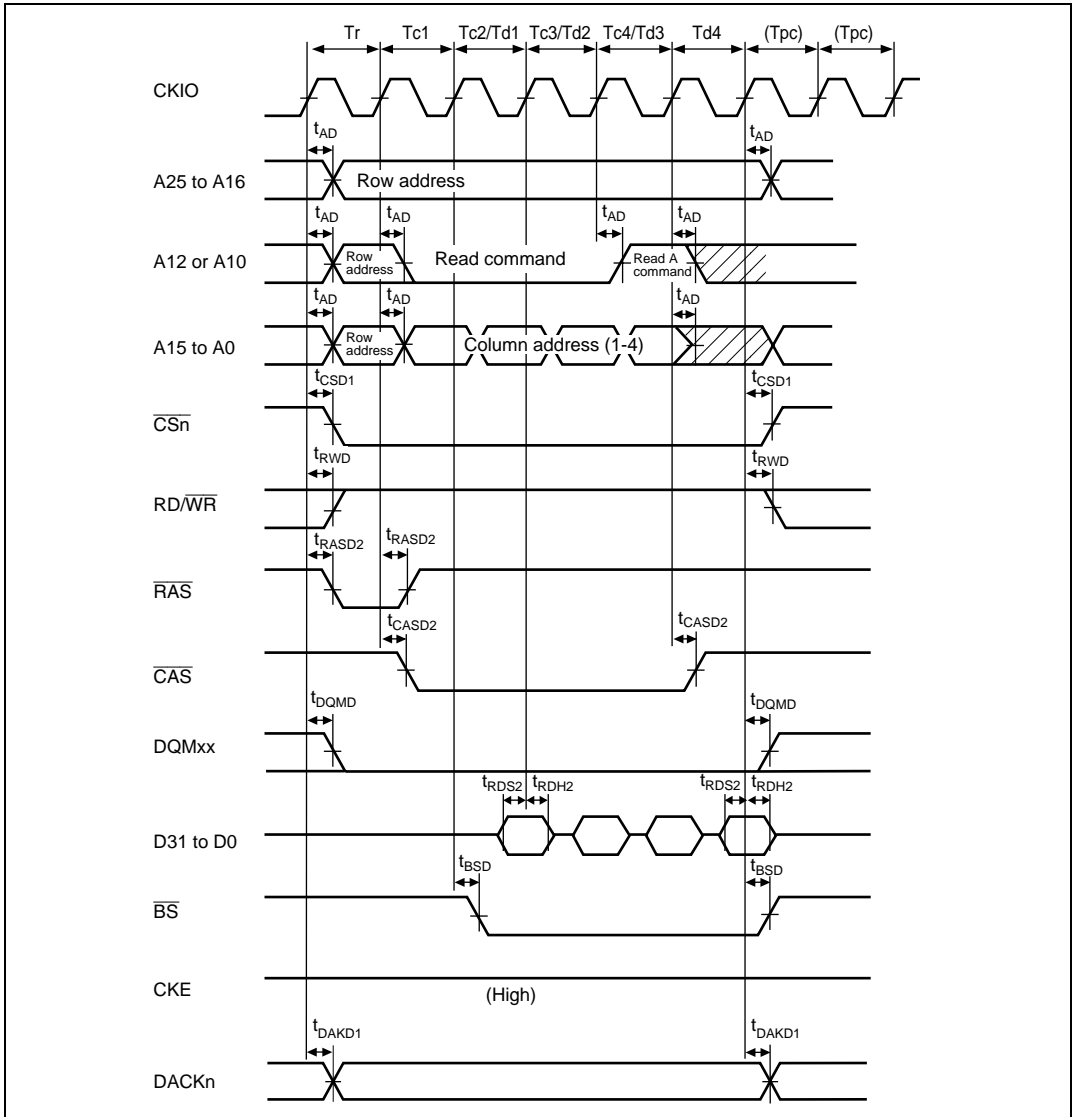 Tr Tc1 Tc2/Td1 Tc3/Td2 Tc4/Td3 Td4 (Tpc) (Tpc)
CKIO
tAD tAD
A25 to A16 Row address
tAD tAD tAD tAD
A12 or A10 Row address Read command Read A command
tAD tAD tAD
A15 to A0 Row address Column address (1-4)
tCSD1 tCSD1
CSn
tRWD tRWD
RD/WR
tRASD2 tRASD2
RAS
tCASD2 tCASD2
CAS
tDQMD tDQMD
DQMxx
tRDS2 tRDH2 tRDS2 tRDH2
D31 to D0
tBSD tBSD
BS
CKE (High)
tDAKD1 tDAKD1
DACKn